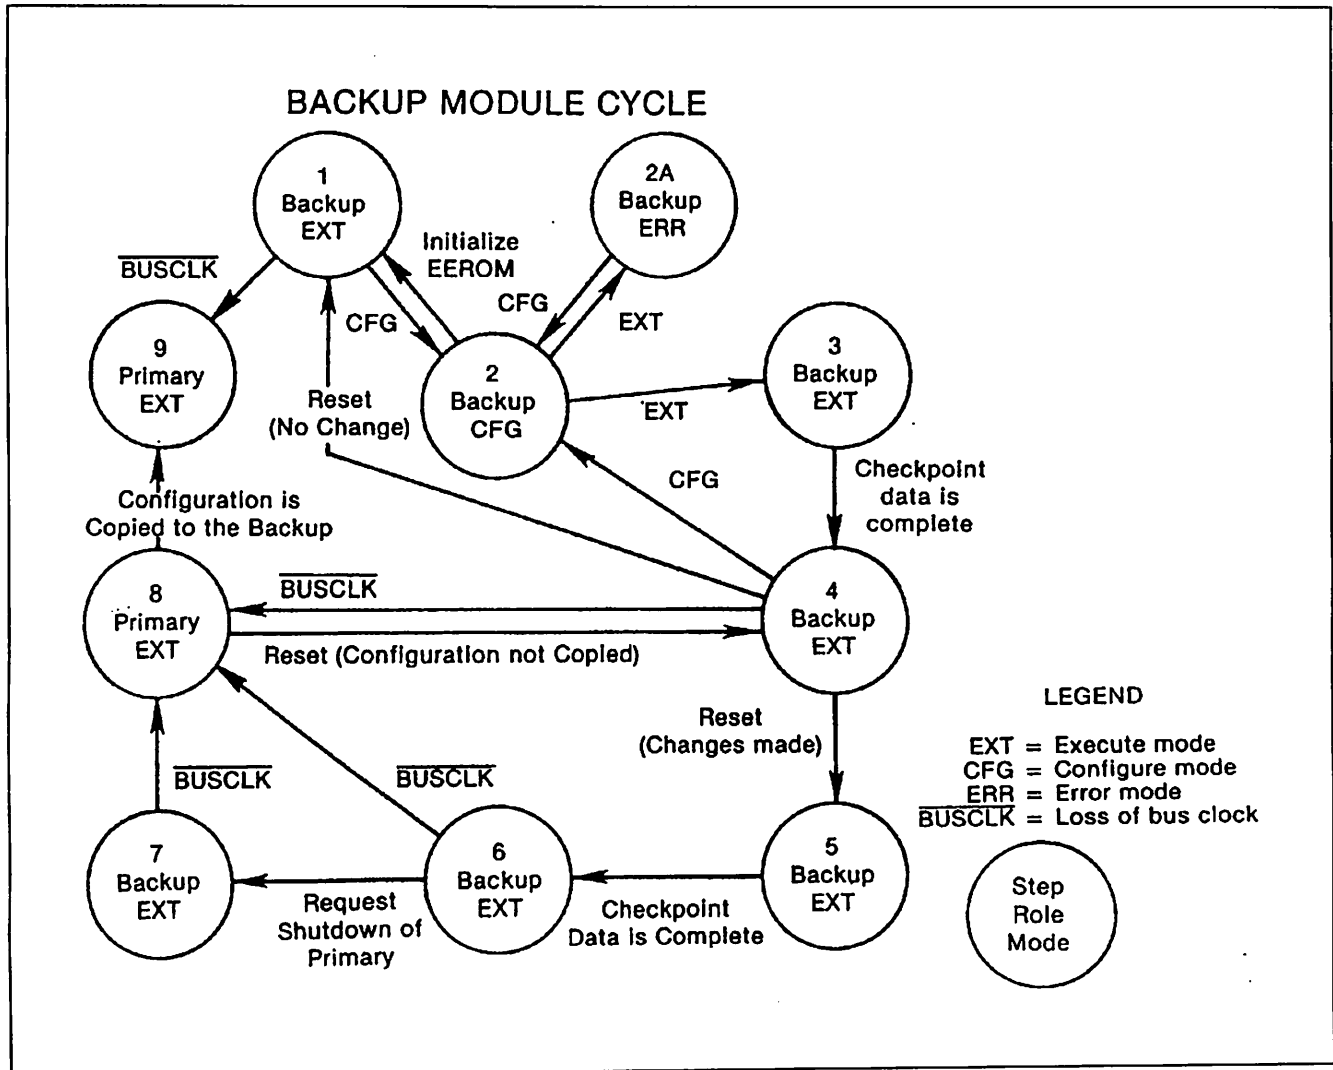 BACKUP MODULE CYCLE
1
Backup
EXT
2A
Backup
ERR
Initialize
EEROM
BUSCLK
CFG
CFG
EXT
9
Primary
EXT
2
Backup
CFG
3
Backup
EXT
Reset
(No Change)
EXT
CFG
Checkpoint
data is
complete
Configuration is
Copied to the Backup
8
Primary
EXT
BUSCLK
Reset (Configuration not Copied)
4
Backup
EXT
Reset
(Changes made)
BUSCLK
BUSCLK
7
Backup
EXT
Request
Shutdown of
Primary
6
Backup
EXT
Checkpoint
Data is Complete
5
Backup
EXT
LEGEND
EXT = Execute mode
CFG = Configure mode
ERR = Error mode
BUSCLK = Loss of bus clock
Step
Role
Mode